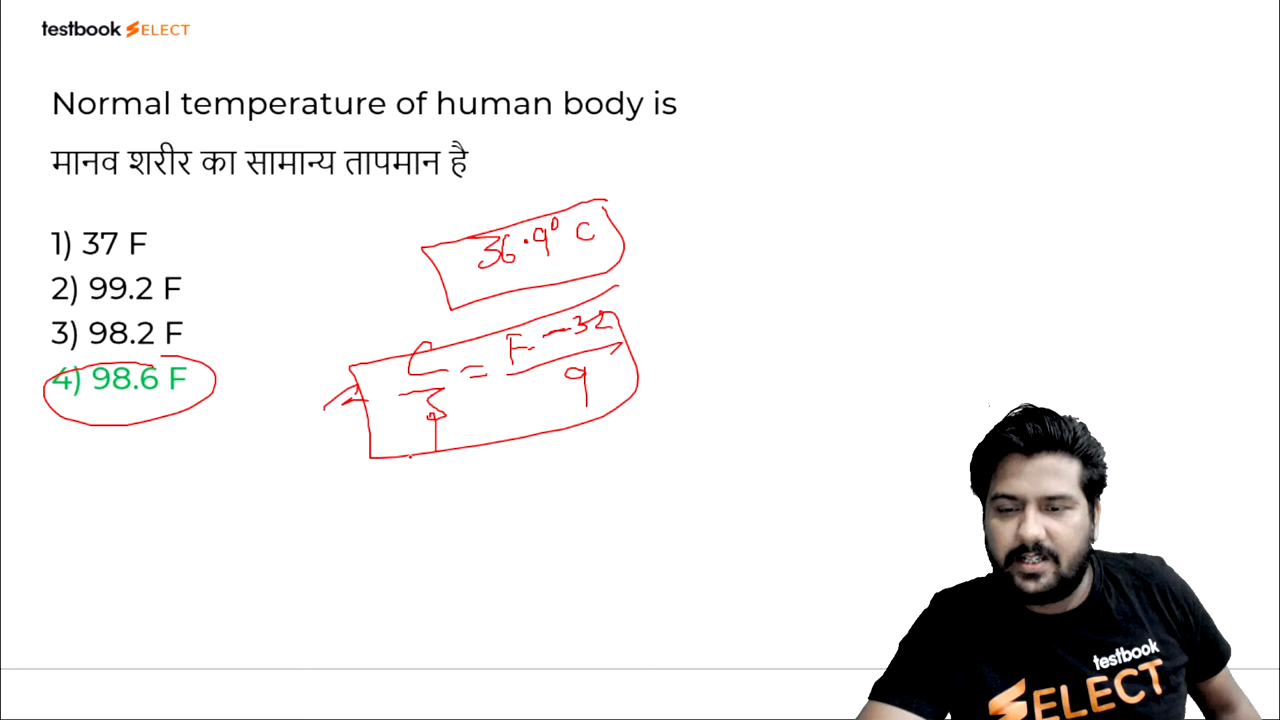 testbook SELECT
Normal temperature of human body is
मानव शरीर का सामान्य तापमान है
1) 37 F
2) 99.2 F
3) 98.2 F
4) 98.6 F
36.9° C
C/5 = F-32/9
testbook
SELECT